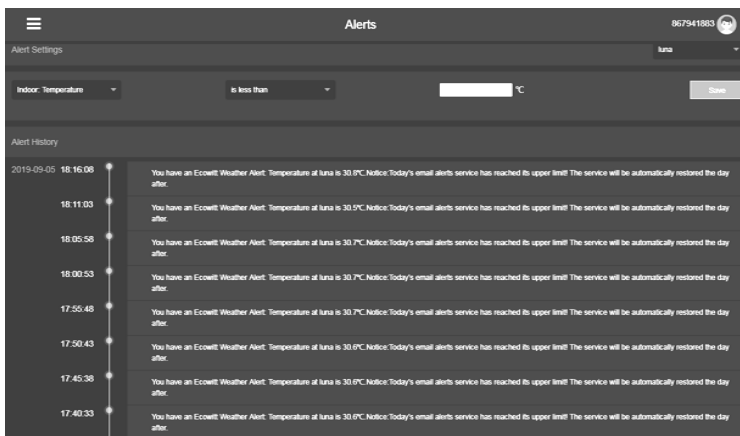 Alerts
867941883
Alert Settings
luna
Indoor: Temperature
is less than
℃
Save
Alert History
2019-09-05 18:16:08
You have an Ecowitt Weather Alert: Temperature at luna is 30.8℃.Notice:Today's email alerts service has reached its upper limit! The service will be automatically restored the day
after.
18:11:03
You have an Ecowitt Weather Alert: Temperature at luna is 30.5℃.Notice:Today's email alerts service has reached its upper limit! The service will be automatically restored the day
after.
18:05:58
You have an Ecowitt Weather Alert: Temperature at luna is 30.7℃.Notice:Today's email alerts service has reached its upper limit! The service will be automatically restored the day
after.
18:00:53
You have an Ecowitt Weather Alert: Temperature at luna is 30.7℃.Notice:Today's email alerts service has reached its upper limit! The service will be automatically restored the day
after.
17:55:48
You have an Ecowitt Weather Alert: Temperature at luna is 30.7℃.Notice:Today's email alerts service has reached its upper limit! The service will be automatically restored the day
after.
17:50:43
You have an Ecowitt Weather Alert: Temperature at luna is 30.6℃.Notice:Today's email alerts service has reached its upper limit! The service will be automatically restored the day
after.
17:45:38
You have an Ecowitt Weather Alert: Temperature at luna is 30.6℃.Notice:Today's email alerts service has reached its upper limit! The service will be automatically restored the day
after.
17:40:33
You have an Ecowitt Weather Alert: Temperature at luna is 30.6℃.Notice:Today's email alerts service has reached its upper limit! The service will be automatically restored the day
after.